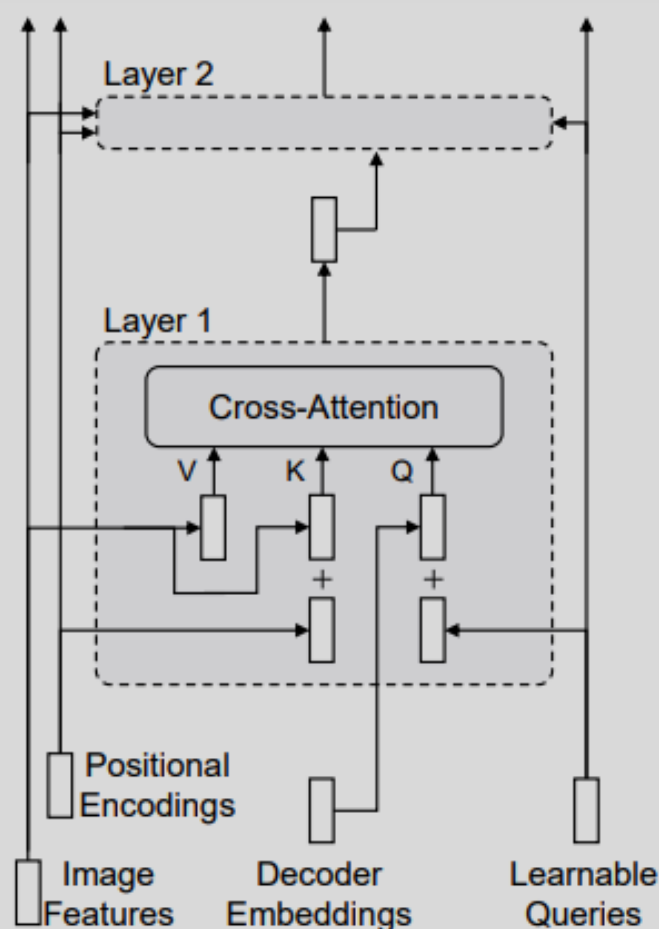 Layer 2
Layer 1
Cross-Attention
V K Q
+ +
Positional
Encodings
Image
Features
Decoder
Embeddings
Learnable
Queries